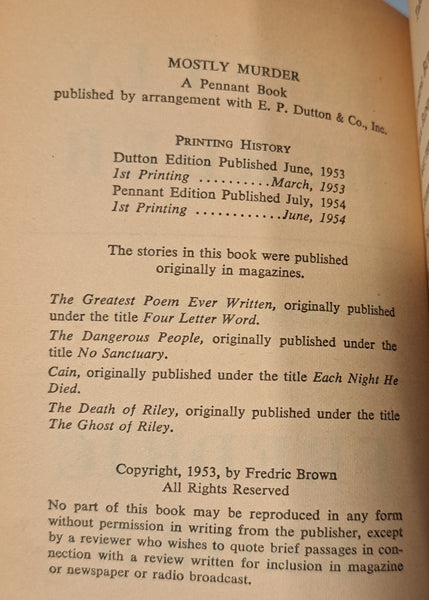 MOSTLY MURDER
A Pennant Book
published by arrangement with E. P. Dutton & Co., Inc.
PRINTING HISTORY
Dutton Edition Published June, 1953
1st Printing ..........March, 1953
Pennant Edition Published July, 1954
1st Printing ............June, 1954
The stories in this book were published
originally in magazines.
The Greatest Poem Ever Written, originally published
under the title Four Letter Word.
The Dangerous People, originally published under the
title No Sanctuary.
Cain, originally published under the title Each Night He
Died.
The Death of Riley, originally published under the title
The Ghost of Riley.
Copyright, 1953, by Fredric Brown
All Rights Reserved
No part of this book may be reproduced in any form
without permission in writing from the publisher, except
by a reviewer who wishes to quote brief passages in con-
nection with a review written for inclusion in magazine
or newspaper or radio broadcast.